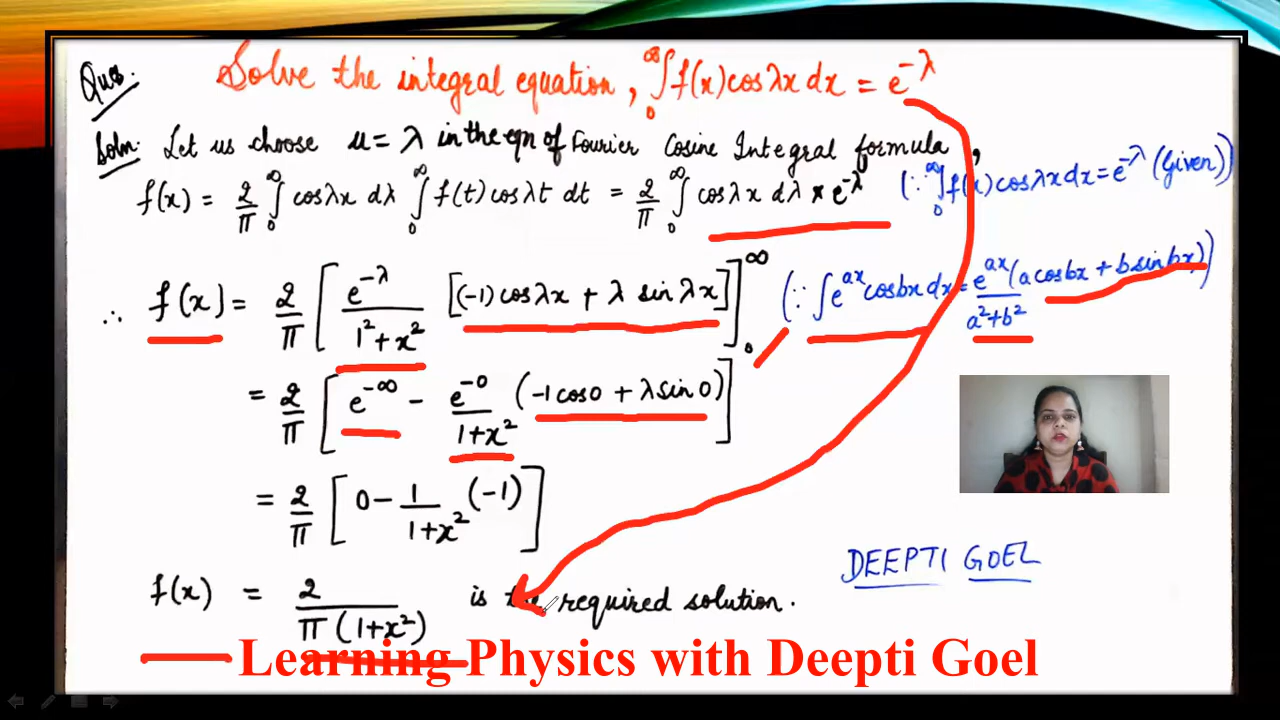 Ques. Solve the integral equation, ∞∫0 f(x) cos λx dx = e^-λ
Soln. Let us choose u = λ in the eqn of Fourier Cosine Integral formula,
f(x) = 2/π ∞∫0 cos λx dλ ∞∫0 f(t) cos λt dt = 2/π ∞∫0 cos λx dλ × e^-λ (∵ ∞∫0 f(x) cos λx dx = e^-λ (Given))
∴ f(x) = 2/π [ e^-λ / 1²+x² [(-1) cos λx + λ sin λx] ]∞0 (∵ ∫e^ax cos bx dx = e^ax (a cos bx + b sin bx) / a²+b² )
= 2/π [ e^-∞ - e^-0 / 1+x² (-1 cos 0 + λ sin 0) ]
= 2/π [ 0 - 1 / 1+x² (-1) ]
DEEPTI GOEL
f(x) = 2 / π(1+x²) is the required solution.
Learning Physics with Deepti Goel